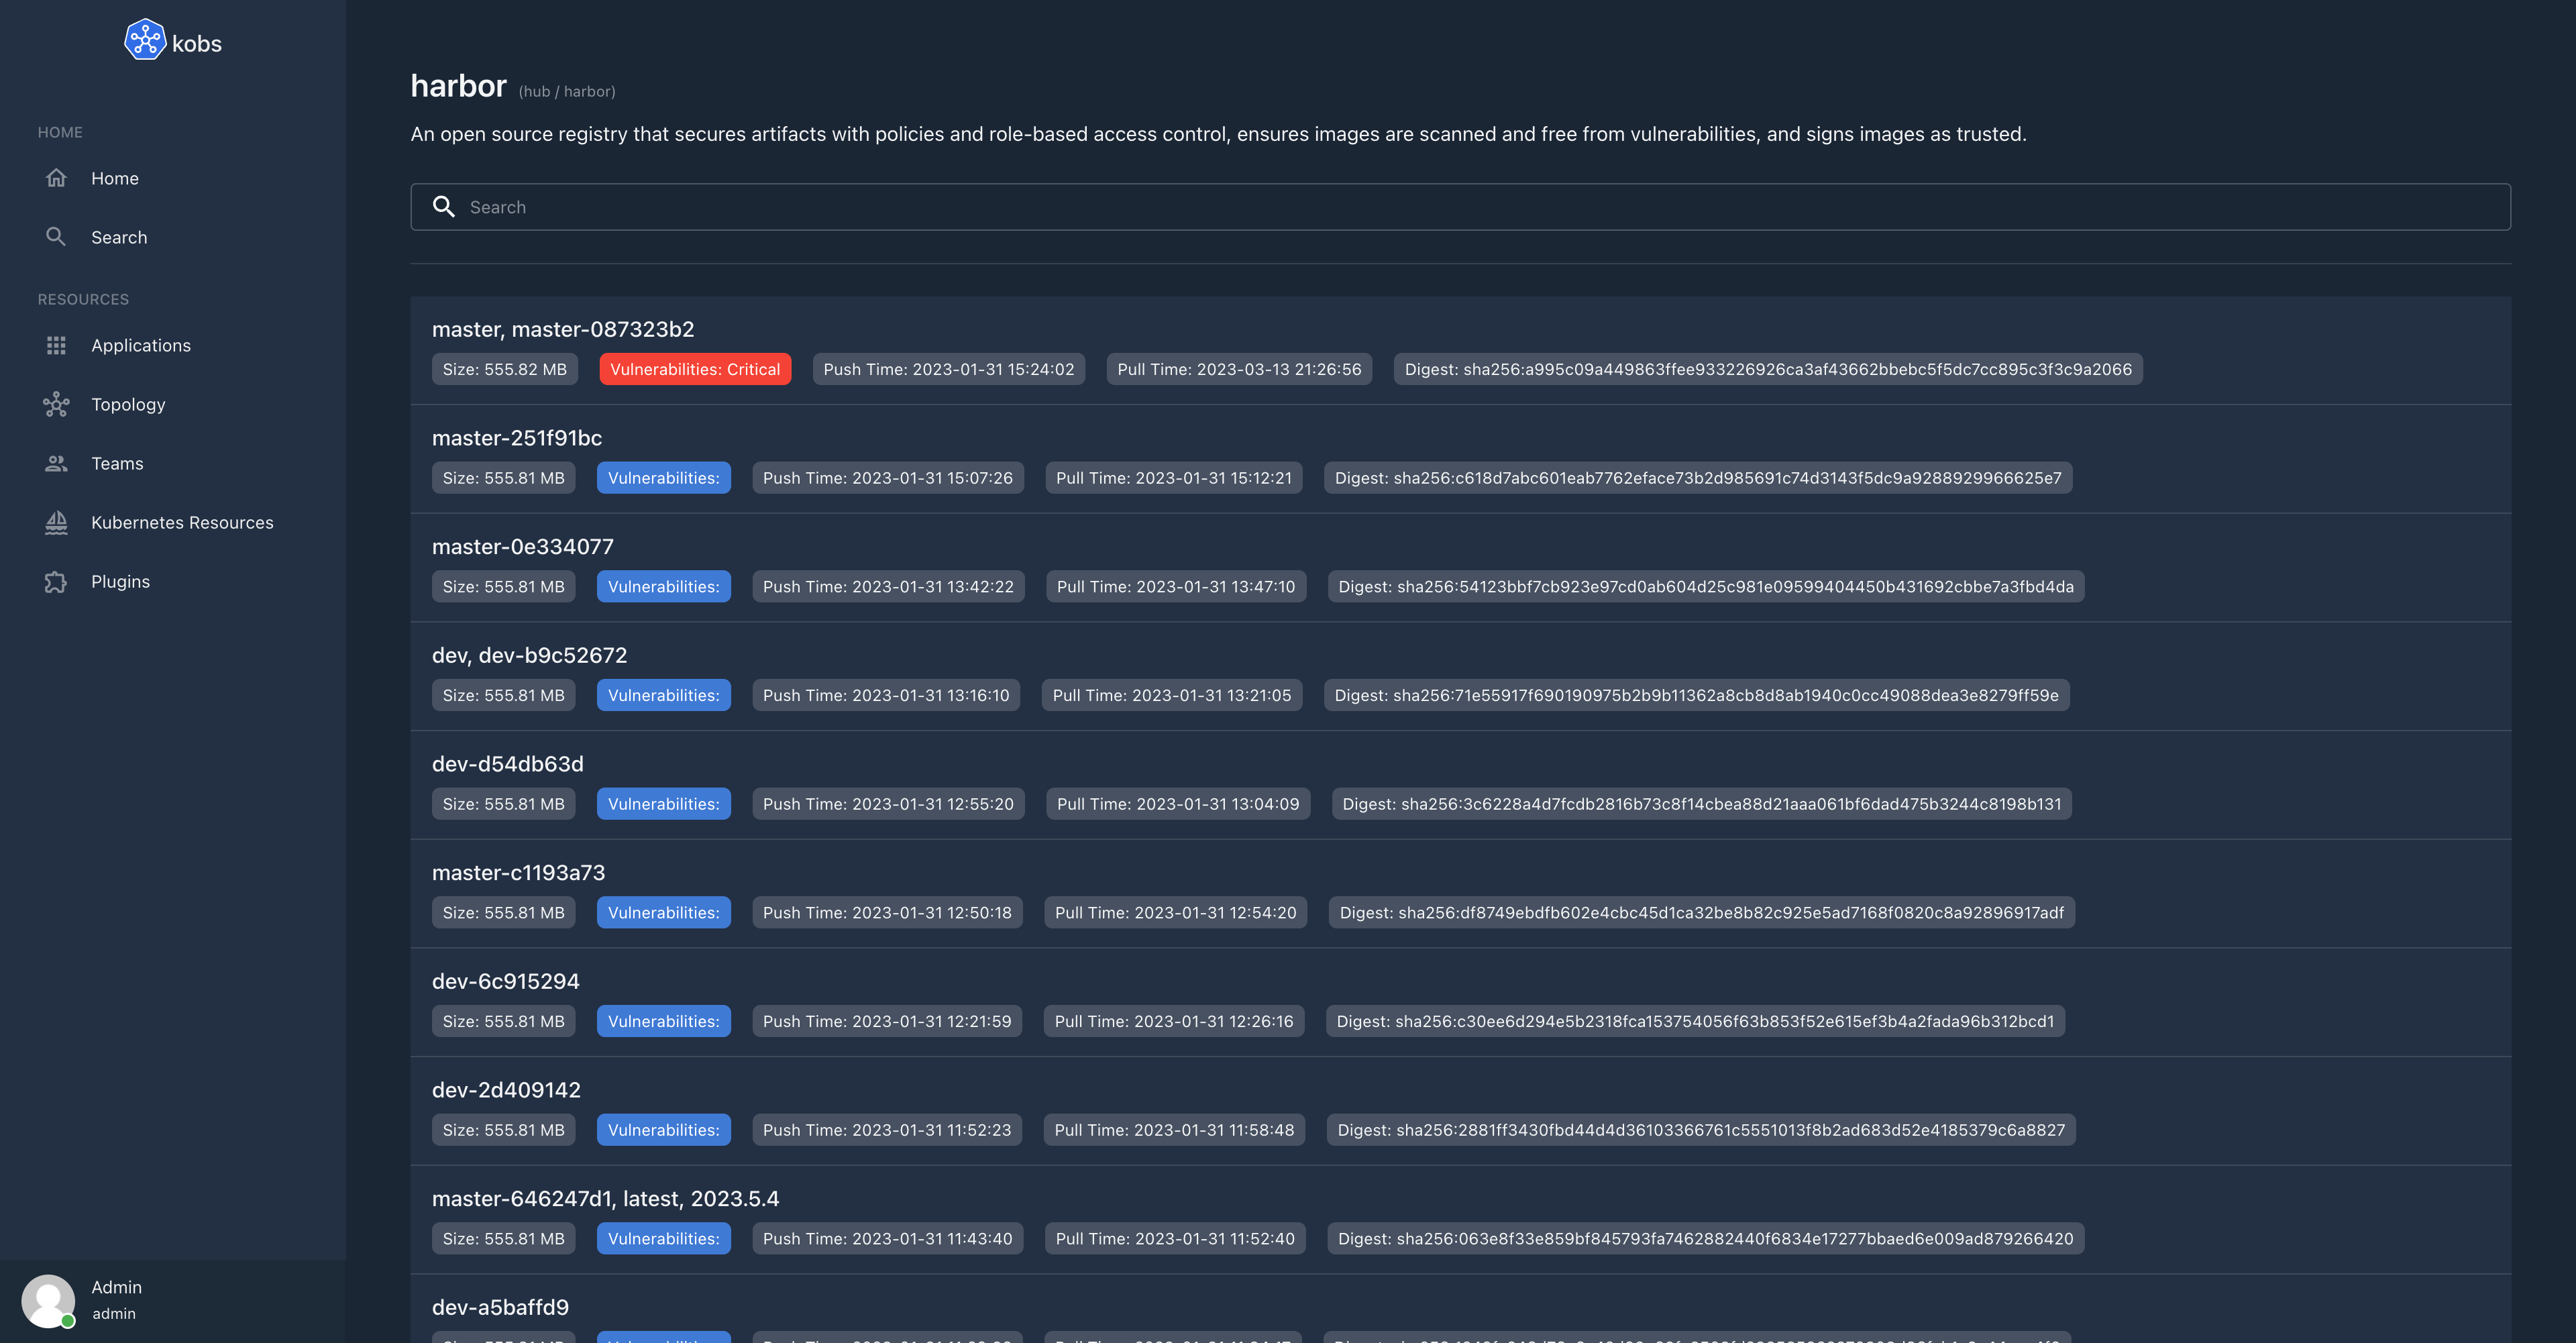 kobs
HOME
Home
Search
RESOURCES
Applications
Topology
Teams
Kubernetes Resources
Plugins
Admin
admin
harbor (hub / harbor)
An open source registry that secures artifacts with policies and role-based access control, ensures images are scanned and free from vulnerabilities, and signs images as trusted.
Search
master, master-087323b2
Size: 555.82 MB Vulnerabilities: Critical Push Time: 2023-01-31 15:24:02 Pull Time: 2023-03-13 21:26:56 Digest: sha256:a995c09a449863ffee933226926ca3af43662bbebc5f5dc7cc895c3f3c9a2066
master-251f91bc
Size: 555.81 MB Vulnerabilities: Push Time: 2023-01-31 15:07:26 Pull Time: 2023-01-31 15:12:21 Digest: sha256:c618d7abc601eab7762eface73b2d985691c74d3143f5dc9a9288929966625e7
master-0e334077
Size: 555.81 MB Vulnerabilities: Push Time: 2023-01-31 13:42:22 Pull Time: 2023-01-31 13:47:10 Digest: sha256:54123bbf7cb923e97cd0ab604d25c981e09599404450b431692cbbe7a3fbd4da
dev, dev-b9c52672
Size: 555.81 MB Vulnerabilities: Push Time: 2023-01-31 13:16:10 Pull Time: 2023-01-31 13:21:05 Digest: sha256:71e55917f690190975b2b9b11362a8cb8d8ab1940c0cc49088dea3e8279ff59e
dev-d54db63d
Size: 555.81 MB Vulnerabilities: Push Time: 2023-01-31 12:55:20 Pull Time: 2023-01-31 13:04:09 Digest: sha256:3c6228a4d7fcdb2816b73c8f14cbea88d21aaa061bf6dad475b3244c8198b131
master-c1193a73
Size: 555.81 MB Vulnerabilities: Push Time: 2023-01-31 12:50:18 Pull Time: 2023-01-31 12:54:20 Digest: sha256:df8749ebdfb602e4cbc45d1ca32be8b82c925e5ad7168f0820c8a92896917adf
dev-6c915294
Size: 555.81 MB Vulnerabilities: Push Time: 2023-01-31 12:21:59 Pull Time: 2023-01-31 12:26:16 Digest: sha256:c30ee6d294e5b2318fca153754056f63b853f52e615ef3b4a2fada96b312bcd1
dev-2d409142
Size: 555.81 MB Vulnerabilities: Push Time: 2023-01-31 11:52:23 Pull Time: 2023-01-31 11:58:48 Digest: sha256:2881ff3430fbd44d4d36103366761c5551013f8b2ad683d52e4185379c6a8827
master-646247d1, latest, 2023.5.4
Size: 555.81 MB Vulnerabilities: Push Time: 2023-01-31 11:43:40 Pull Time: 2023-01-31 11:52:40 Digest: sha256:063e8f33e859bf845793fa7462882440f6834e17277bbaed6e009ad879266420
dev-a5baffd9